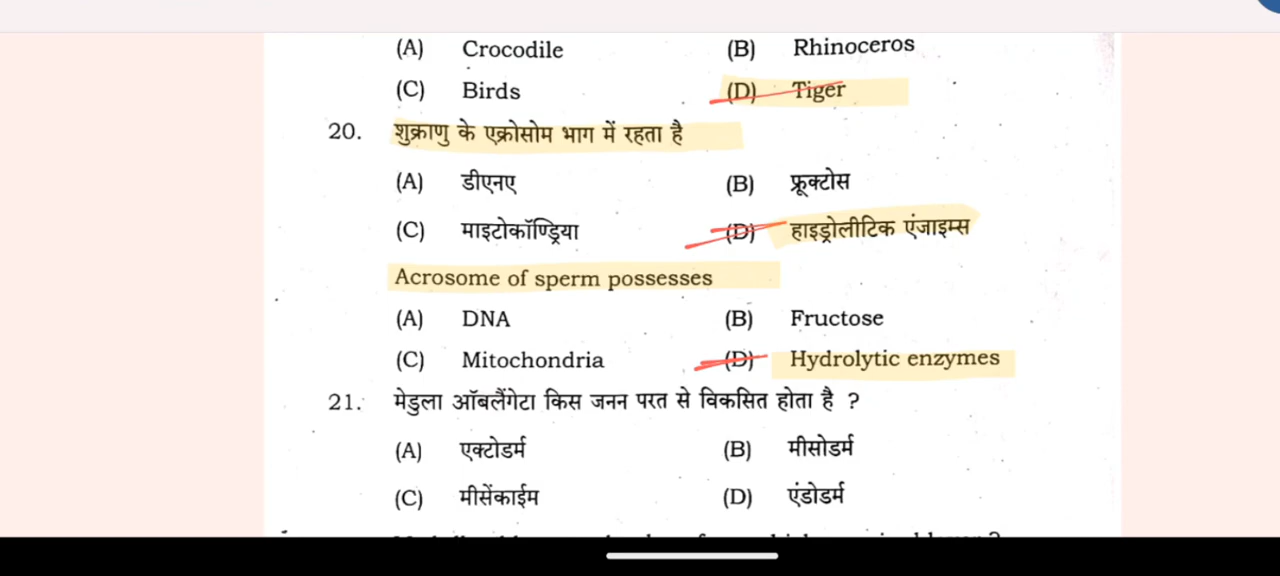 (A) Crocodile (B) Rhinoceros
(C) Birds (D) Tiger
20. शुक्राणु के एक्रोसोम भाग में रहता है
(A) डीएनए (B) फ्रूक्टोस
(C) माइटोकॉण्ड्रिया (D) हाइड्रोलीटिक एंजाइम्स
Acrosome of sperm possesses
(A) DNA (B) Fructose
(C) Mitochondria (D) Hydrolytic enzymes
21. मेडुला ऑबलैंगेटा किस जनन परत से विकसित होता है ?
(A) एक्टोडर्म (B) मीसोडर्म
(C) मीसेंकाईम (D) एंडोडर्म